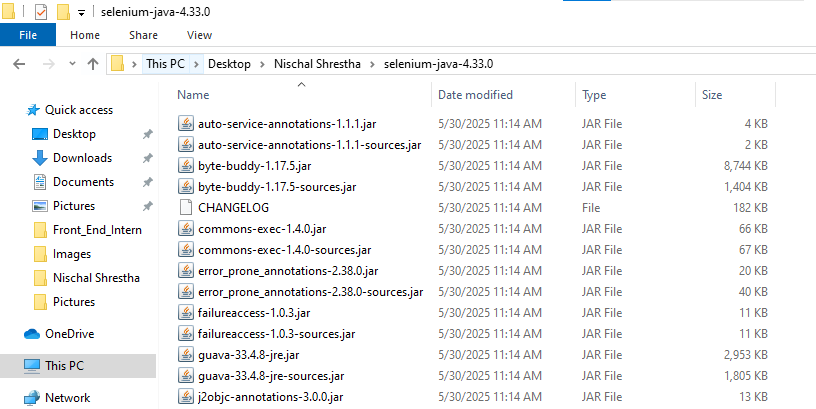 selenium-java-4.33.0
File Home Share View
This PC Desktop Nischal Shrestha selenium-java-4.33.0
Name Date modified Type Size
Quick access
Desktop
Downloads
Documents
Pictures
Front_End_Intern
Images
Nischal Shrestha
Pictures
OneDrive
This PC
Network
auto-service-annotations-1.1.1.jar 5/30/2025 11:14 AM JAR File 4 KB
auto-service-annotations-1.1.1-sources.jar 5/30/2025 11:14 AM JAR File 2 KB
byte-buddy-1.17.5.jar 5/30/2025 11:14 AM JAR File 8,744 KB
byte-buddy-1.17.5-sources.jar 5/30/2025 11:14 AM JAR File 1,404 KB
CHANGELOG 5/30/2025 11:14 AM File 182 KB
commons-exec-1.4.0.jar 5/30/2025 11:14 AM JAR File 66 KB
commons-exec-1.4.0-sources.jar 5/30/2025 11:14 AM JAR File 67 KB
error_prone_annotations-2.38.0.jar 5/30/2025 11:14 AM JAR File 20 KB
error_prone_annotations-2.38.0-sources.jar 5/30/2025 11:14 AM JAR File 40 KB
failureaccess-1.0.3.jar 5/30/2025 11:14 AM JAR File 11 KB
failureaccess-1.0.3-sources.jar 5/30/2025 11:14 AM JAR File 11 KB
guava-33.4.8-jre.jar 5/30/2025 11:14 AM JAR File 2,953 KB
guava-33.4.8-jre-sources.jar 5/30/2025 11:14 AM JAR File 1,805 KB
j2objc-annotations-3.0.0.jar 5/30/2025 11:14 AM JAR File 13 KB